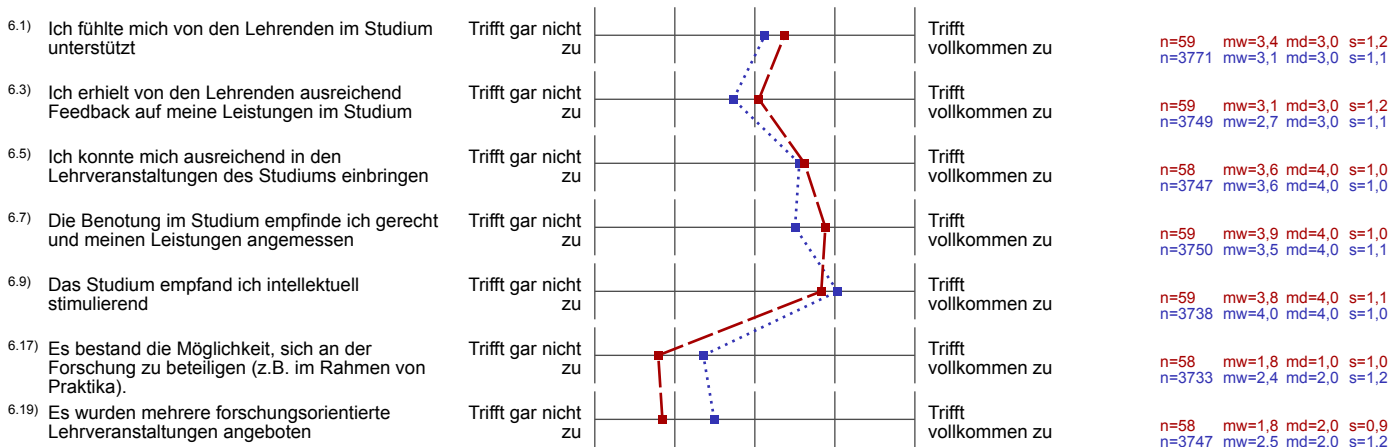 6.1) Ich fühlte mich von den Lehrenden im Studium
unterstützt
Trifft gar nicht
zu
Trifft
vollkommen zu
n=59 mw=3,4 md=3,0 s=1,2
n=3771 mw=3,1 md=3,0 s=1,1
6.3) Ich erhielt von den Lehrenden ausreichend
Feedback auf meine Leistungen im Studium
Trifft gar nicht
zu
Trifft
vollkommen zu
n=59 mw=3,1 md=3,0 s=1,2
n=3749 mw=2,7 md=3,0 s=1,1
6.5) Ich konnte mich ausreichend in den
Lehrveranstaltungen des Studiums einbringen
Trifft gar nicht
zu
Trifft
vollkommen zu
n=58 mw=3,6 md=4,0 s=1,0
n=3747 mw=3,6 md=4,0 s=1,0
6.7) Die Benotung im Studium empfinde ich gerecht
und meinen Leistungen angemessen
Trifft gar nicht
zu
Trifft
vollkommen zu
n=59 mw=3,9 md=4,0 s=1,0
n=3750 mw=3,5 md=4,0 s=1,1
6.9) Das Studium empfand ich intellektuell
stimulierend
Trifft gar nicht
zu
Trifft
vollkommen zu
n=59 mw=3,8 md=4,0 s=1,1
n=3738 mw=4,0 md=4,0 s=1,0
6.17) Es bestand die Möglichkeit, sich an der
Forschung zu beteiligen (z.B. im Rahmen von
Praktika).
Trifft gar nicht
zu
Trifft
vollkommen zu
n=58 mw=1,8 md=1,0 s=1,0
n=3733 mw=2,4 md=2,0 s=1,2
6.19) Es wurden mehrere forschungsorientierte
Lehrveranstaltungen angeboten
Trifft gar nicht
zu
Trifft
vollkommen zu
n=58 mw=1,8 md=2,0 s=0,9
n=3747 mw=2,5 md=2,0 s=1,2